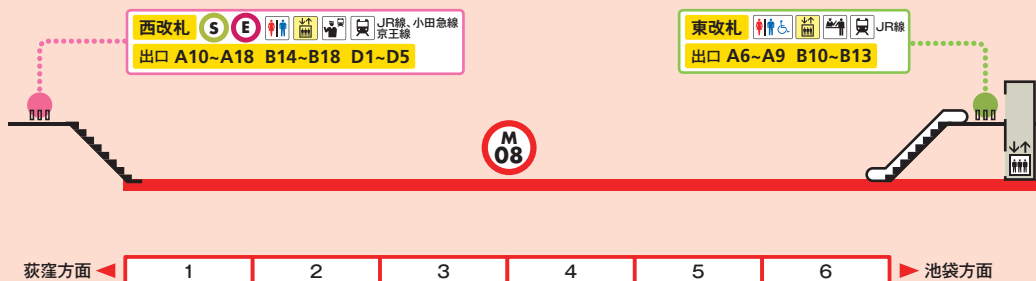 西改札 S E JR線、小田急線
京王線
出口 A10~A18 B14~B18 D1~D5
東改札 JR線
出口 A6~A9 B10~B13
M
08
荻窪方面 1 2 3 4 5 6 池袋方面